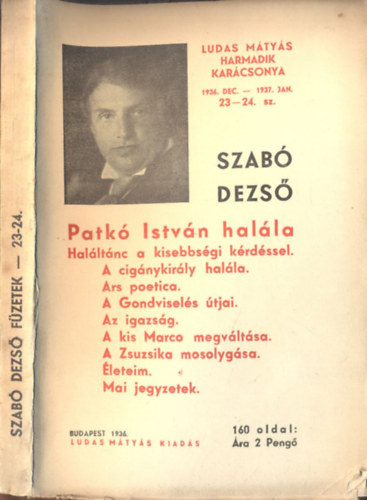 SZABÓ DEZSŐ FÜZETEK — 23-24.
LUDAS MÁTYÁS
HARMADIK
KARÁCSONYA
1936. DEC. — 1937. JAN.
23—24. sz.
SZABÓ
DEZSŐ
Patkó István halála
Haláltánc a kisebbségi kérdéssel.
A cigánykirály halála.
Ars poetica.
A Gondviselés útjai.
Az igazság.
A kis Marco megváltása.
A Zsuzsika mosolygása.
Életeim.
Mai jegyzetek.
BUDAPEST 1936.
LUDAS MÁTYÁS KIADÁS
160 oldal:
Ára 2 Pengő